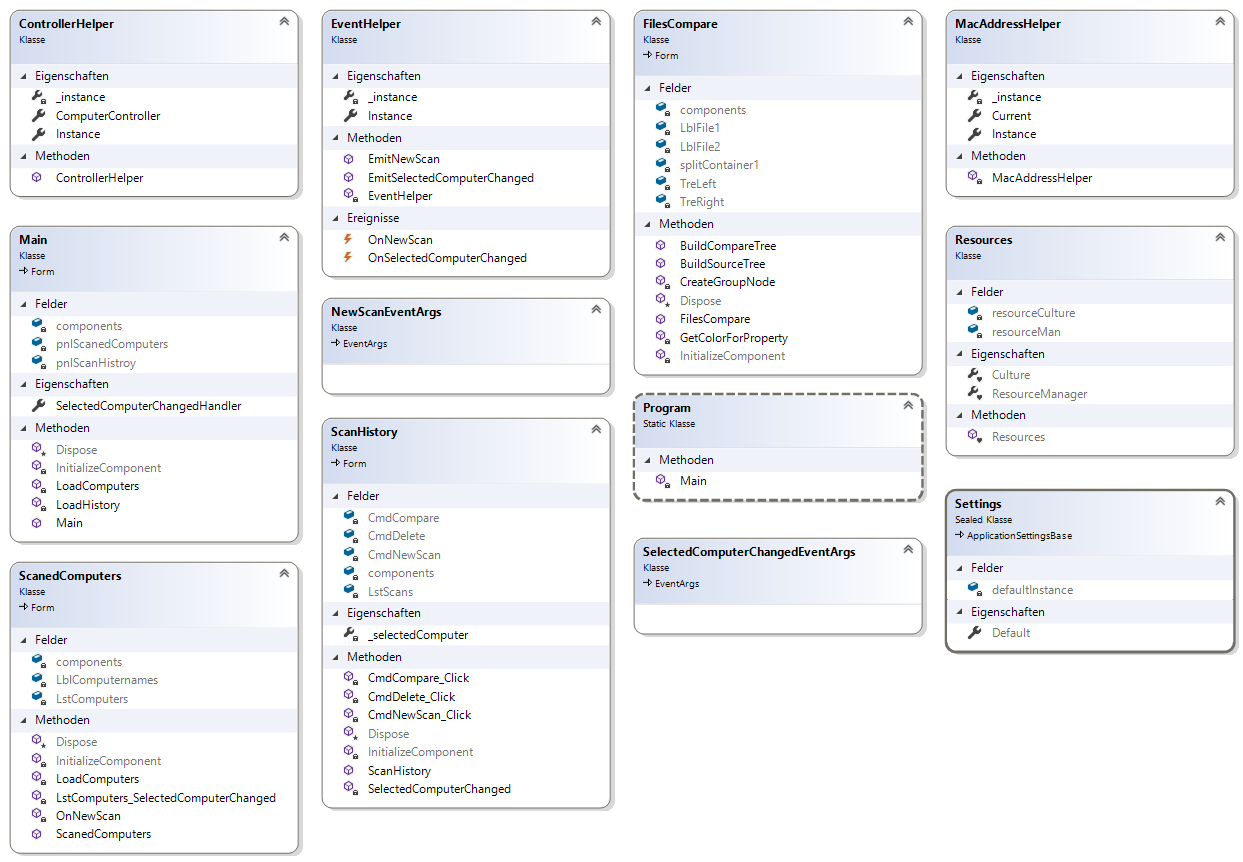 ControllerHelper
Klasse
Eigenschaften
_instance
ComputerController
Instance
Methoden
ControllerHelper
Main
Klasse
Form
Felder
components
pnlScanedComputers
pnlScanHistroy
Eigenschaften
SelectedComputerChangedHandler
Methoden
Dispose
InitializeComponent
LoadComputers
LoadHistory
Main
ScanedComputers
Klasse
Form
Felder
components
LblComputernames
LstComputers
Methoden
Dispose
InitializeComponent
LoadComputers
LstComputers_SelectedComputerChanged
OnNewScan
ScanedComputers
EventHelper
Klasse
Eigenschaften
_instance
Instance
Methoden
EmitNewScan
EmitSelectedComputerChanged
EventHelper
Ereignisse
OnNewScan
OnSelectedComputerChanged
NewScanEventArgs
Klasse
EventArgs
ScanHistory
Klasse
Form
Felder
CmdCompare
CmdDelete
CmdNewScan
components
LstScans
Eigenschaften
_selectedComputer
Methoden
CmdCompare_Click
CmdDelete_Click
CmdNewScan_Click
Dispose
InitializeComponent
ScanHistory
SelectedComputerChanged
FilesCompare
Klasse
Form
Felder
components
LblFile1
LblFile2
splitContainer1
TreLeft
TreRight
Methoden
BuildCompareTree
BuildSourceTree
CreateGroupNode
Dispose
FilesCompare
GetColorForProperty
InitializeComponent
Program
Static Klasse
Methoden
Main
SelectedComputerChangedEventArgs
Klasse
EventArgs
MacAddressHelper
Klasse
Eigenschaften
_instance
Current
Instance
Methoden
MacAddressHelper
Resources
Klasse
Felder
resourceCulture
resourceMan
Eigenschaften
Culture
ResourceManager
Methoden
Resources
Settings
Sealed Klasse
ApplicationSettingsBase
Felder
defaultInstance
Eigenschaften
Default